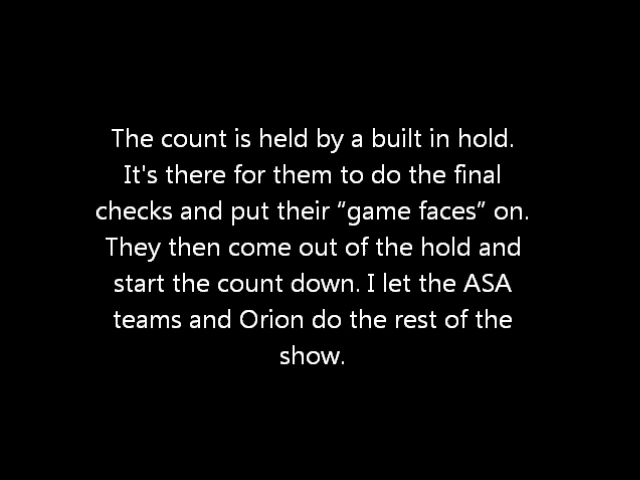 The count is held by a built in hold.
It's there for them to do the final
checks and put their “game faces” on.
They then come out of the hold and
start the count down. I let the ASA
teams and Orion do the rest of the
show.